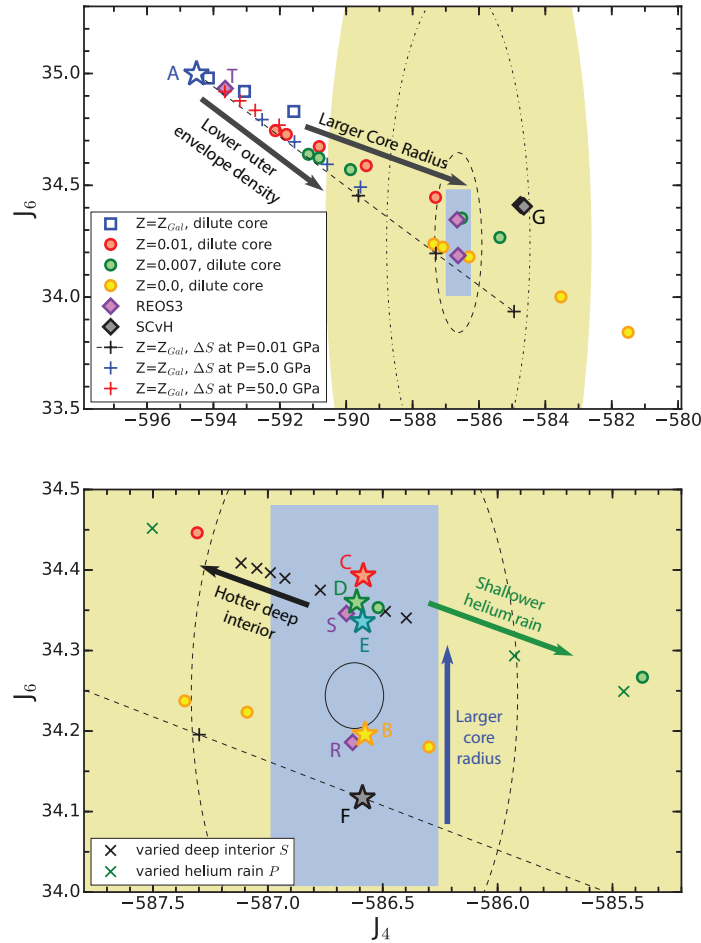 35.0
34.5
34.0
33.5
J6
A
T
Lower outer
envelope density
Larger Core Radius
G
Z=Z_Gal, dilute core
Z=0.01, dilute core
Z=0.007, dilute core
Z=0.0, dilute core
REOS3
SCvH
Z=Z_Gal, ΔS at P=0.01 GPa
Z=Z_Gal, ΔS at P=5.0 GPa
Z=Z_Gal, ΔS at P=50.0 GPa
−596 −594 −592 −590 −588 −586 −584 −582 −580
34.5
34.4
34.3
34.2
34.1
34.0
J6
C
D
S
E
Hotter deep
interior
Shallower
helium rain
Larger
core
radius
B
R
F
varied deep interior S
varied helium rain P
−587.5 −587.0 −586.5 −586.0 −585.5
J4